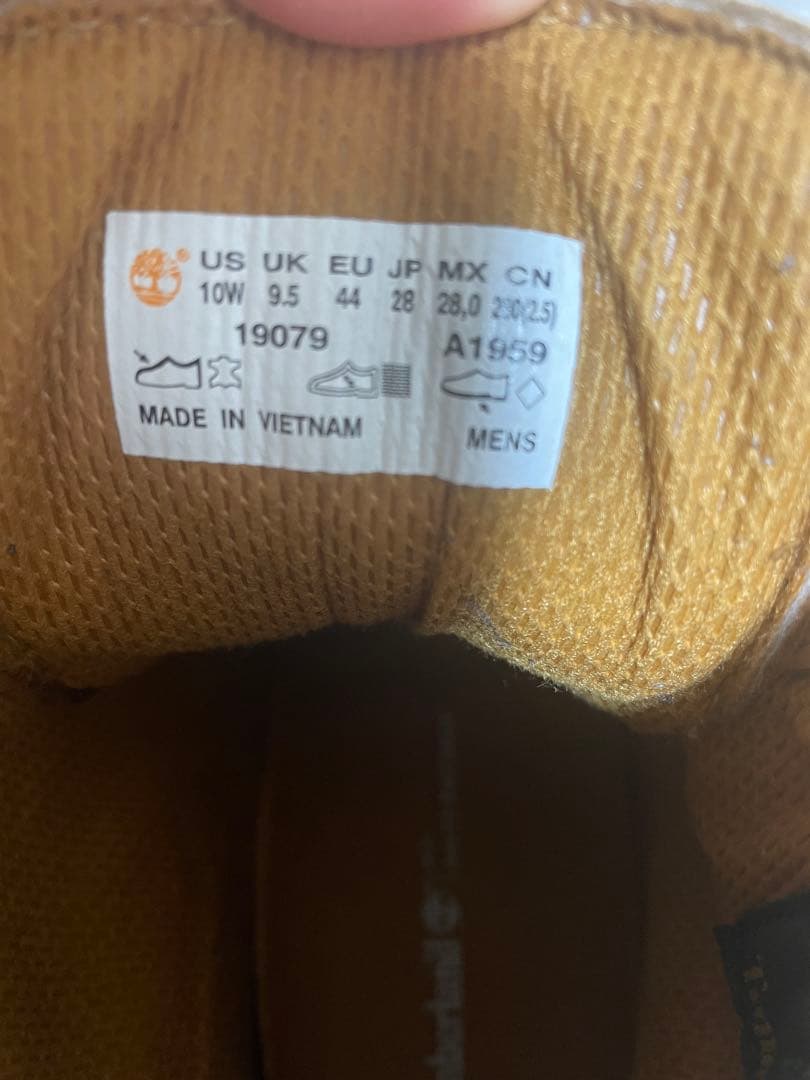 US UK EU JP MX CN
10W 9.5 44 28 28,0 280(2.5)
19079 A1959
MADE IN VIETNAM MENS